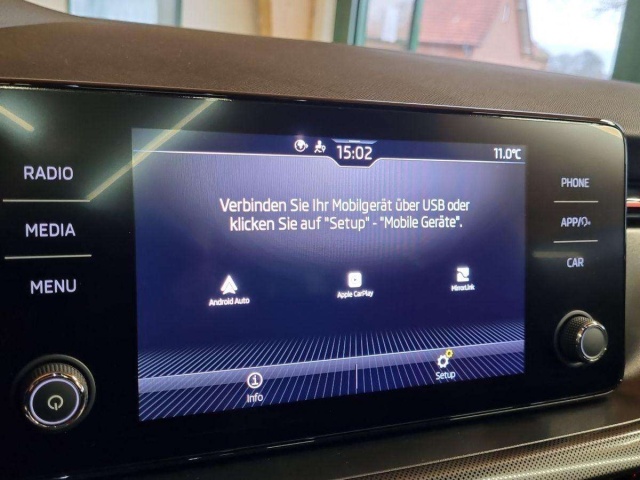 15:02
11.0°C
RADIO
MEDIA
MENU
Verbinden Sie Ihr Mobilgerät über USB oder
klicken Sie auf "Setup" - "Mobile Geräte".
Android Auto
Apple CarPlay
MirrorLink
Info
Setup
PHONE
APP/
CAR